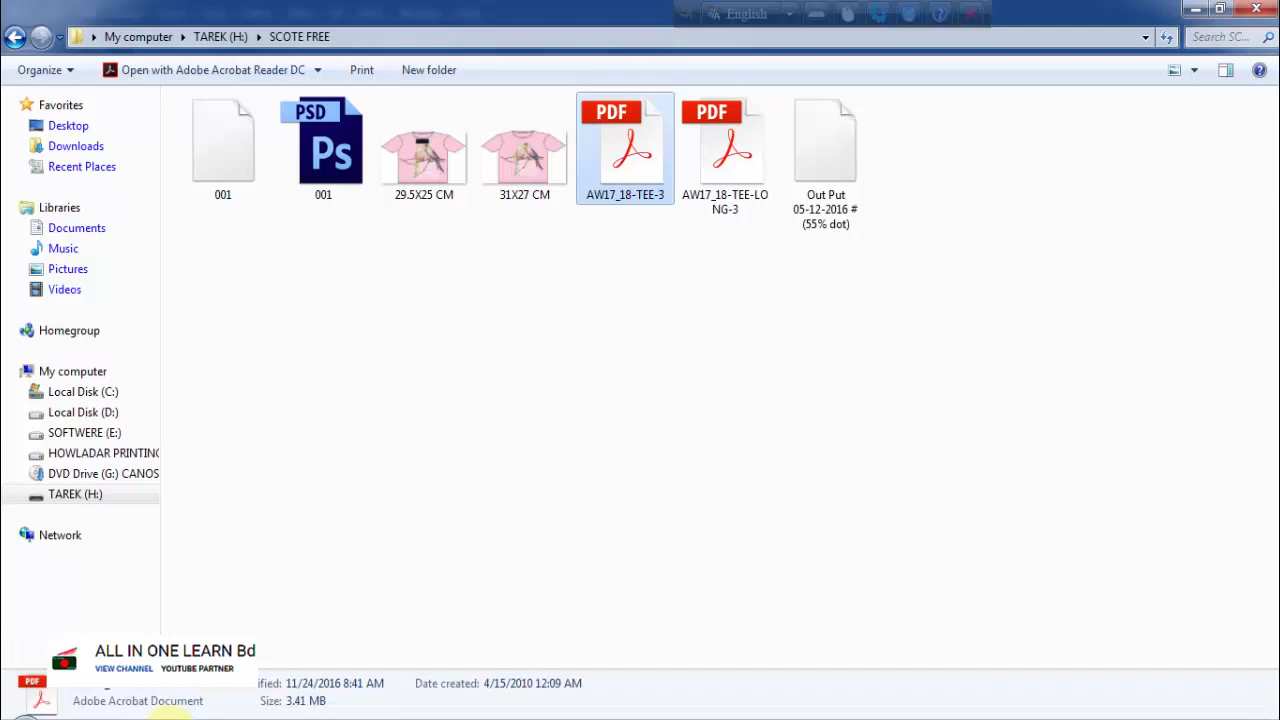 English
My computer
TAREK (H:)
SCOTE FREE
Search SC...
Organize
Open with Adobe Acrobat Reader DC
Print
New folder
Favorites
Desktop
Downloads
Recent Places
Libraries
Documents
Music
Pictures
Videos
Homegroup
My computer
Local Disk (C:)
Local Disk (D:)
SOFTWERE (E:)
HOWLADAR PRINTING
DVD Drive (G:) CANOS
TAREK (H:)
Network
001
PSD
Ps
001
29.5X25 CM
31X27 CM
PDF
AW17_18-TEE-3
PDF
AW17_18-TEE-LO
NG-3
Out Put
05-12-2016 #
(55% dot)
ALL IN ONE LEARN Bd
VIEW CHANNEL YOUTUBE PARTNER
PDF
ified: 11/24/2016 8:41 AM
Date created: 4/15/2010 12:09 AM
Adobe Acrobat Document
Size: 3.41 MB